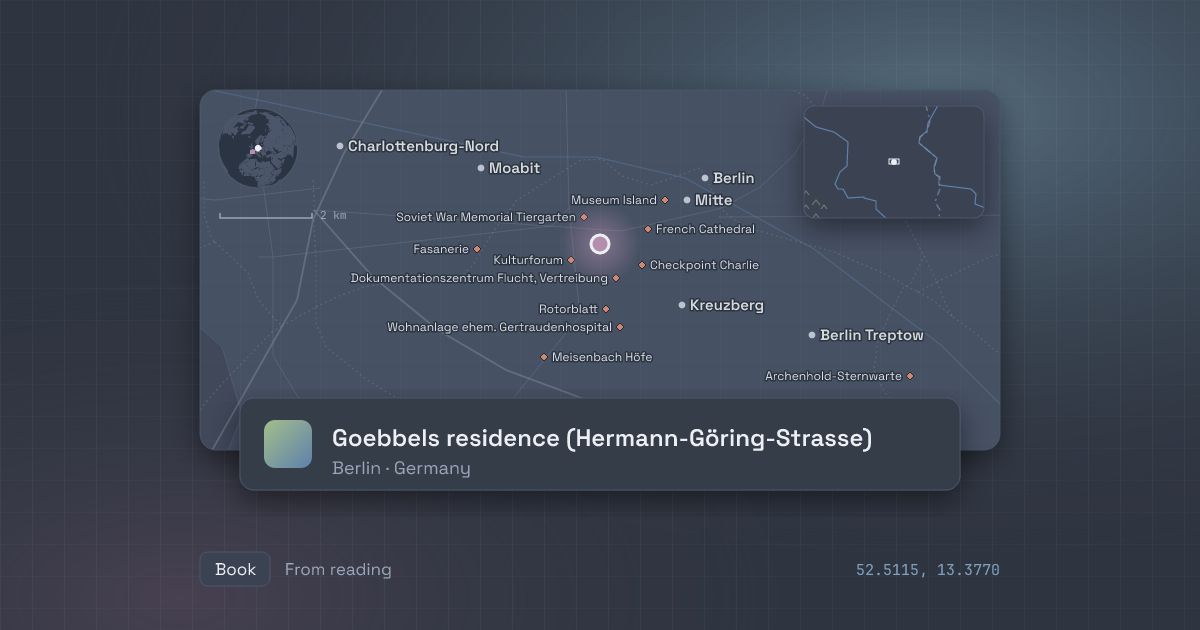 Charlottenburg-Nord
Moabit
Berlin
Museum Island
Mitte
2 km
Soviet War Memorial Tiergarten
French Cathedral
Fasanerie
Kulturforum
Checkpoint Charlie
Dokumentationszentrum Flucht, Vertreibung
Rotorblatt
Kreuzberg
Wohnanlage ehem. Gertraudenhospital
Berlin Treptow
Meisenbach Höfe
Archenhold-Sternwarte
Goebbels residence (Hermann-Göring-Strasse)
Berlin · Germany
Book
From reading
52.5115, 13.3770